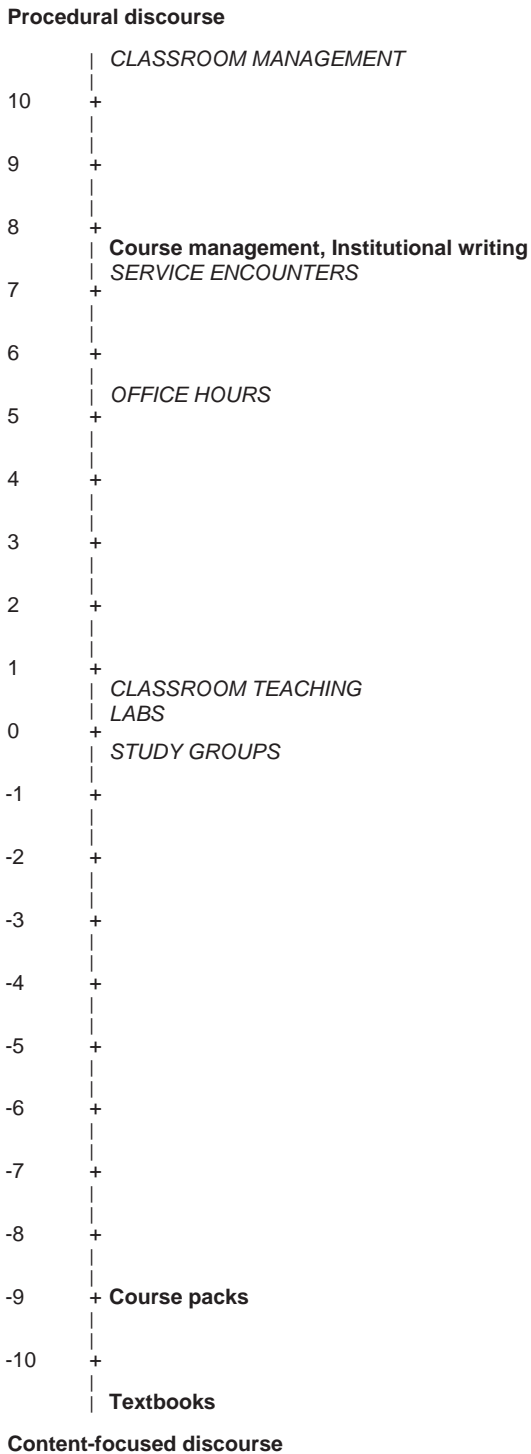 Procedural discourse
CLASSROOM MANAGEMENT
10
9
8
Course management, Institutional writing
SERVICE ENCOUNTERS
7
6
OFFICE HOURS
5
4
3
2
1
CLASSROOM TEACHING
LABS
0
STUDY GROUPS
-1
-2
-3
-4
-5
-6
-7
-8
-9 Course packs
-10
Textbooks
Content-focused discourse